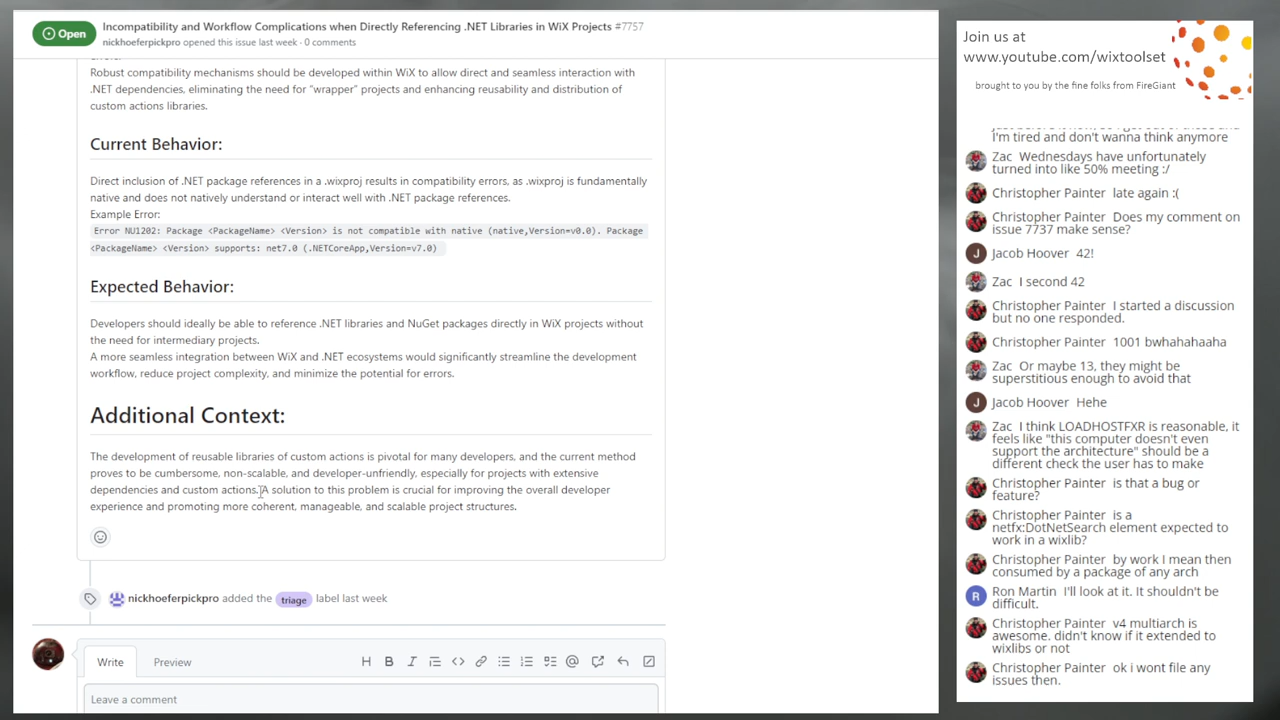 Open
Incompatibility and Workflow Complications when Directly Referencing .NET Libraries in WiX Projects #7757
nickhoeferpickpro opened this issue last week · 0 comments
Robust compatibility mechanisms should be developed within WiX to allow direct and seamless interaction with
.NET dependencies, eliminating the need for "wrapper" projects and enhancing reusability and distribution of
custom actions libraries.
Current Behavior:
Direct inclusion of .NET package references in a .wixproj results in compatibility errors, as .wixproj is fundamentally
native and does not natively understand or interact well with .NET package references.
Example Error:
Error NU1202: Package <PackageName> <Version> is not compatible with native (native,Version=v0.0). Package
<PackageName> <Version> supports: net7.0 (.NETCoreApp,Version=v7.0)
Expected Behavior:
Developers should ideally be able to reference .NET libraries and NuGet packages directly in WiX projects without
the need for intermediary projects.
A more seamless integration between WiX and .NET ecosystems would significantly streamline the development
workflow, reduce project complexity, and minimize the potential for errors.
Additional Context:
The development of reusable libraries of custom actions is pivotal for many developers, and the current method
proves to be cumbersome, non-scalable, and developer-unfriendly, especially for projects with extensive
dependencies and custom actions. A solution to this problem is crucial for improving the overall developer
experience and promoting more coherent, manageable, and scalable project structures.
nickhoeferpickpro added the triage label last week
Write
Preview
Leave a comment
Join us at
www.youtube.com/wixtoolset
brought to you by the fine folks from FireGiant
I'm tired and don't wanna think anymore
Zac Wednesdays have unfortunately
turned into like 50% meeting :/
Christopher Painter late again :(
Christopher Painter Does my comment on
issue 7737 make sense?
J Jacob Hoover 42!
Zac I second 42
Christopher Painter I started a discussion
but no one responded.
Christopher Painter 1001 bwhahahaaha
Zac Or maybe 13, they might be
superstitious enough to avoid that
J Jacob Hoover Hehe
Zac I think LOADHOSTFXR is reasonable, it
feels like "this computer doesn't even
support the architecture" should be a
different check the user has to make
Christopher Painter is that a bug or
feature?
Christopher Painter is a
netfx:DotNetSearch element expected to
work in a wixlib?
Christopher Painter by work I mean then
consumed by a package of any arch
R Ron Martin I'll look at it. It shouldn't be
difficult.
Christopher Painter v4 multiarch is
awesome. didn't know if it extended to
wixlibs or not
Christopher Painter ok i wont file any
issues then.